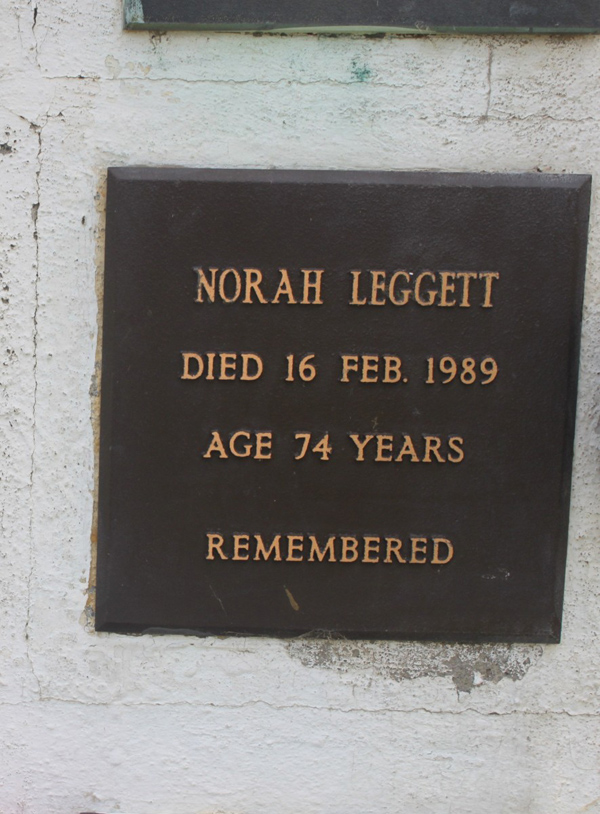 NORAH LEGGETT
DIED 16 FEB. 1989
AGE 74 YEARS
REMEMBERED